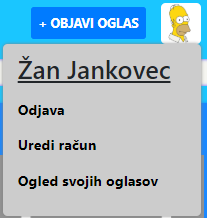 + OBJAVI OGLAS
Žan Jankovec
Odjava
Uredi račun
Ogled svojih oglasov